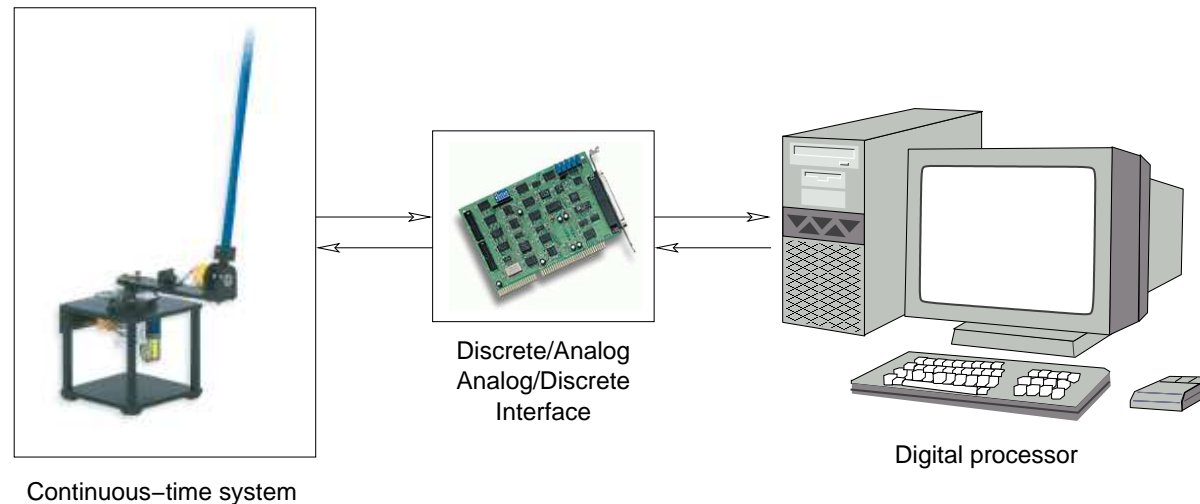 Discrete/Analog
Analog/Discrete
Interface
Digital processor
Continuous−time system